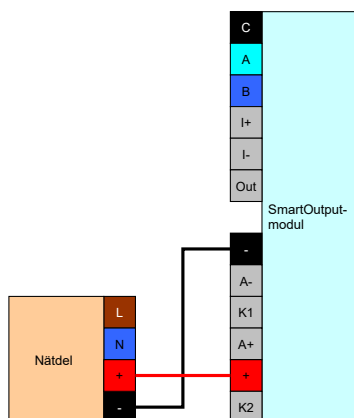 C
A
B
I+
I-
Out
SmartOutput-
modul
-
A-
K1
A+
+
K2
Nätdel
L
N
+
-